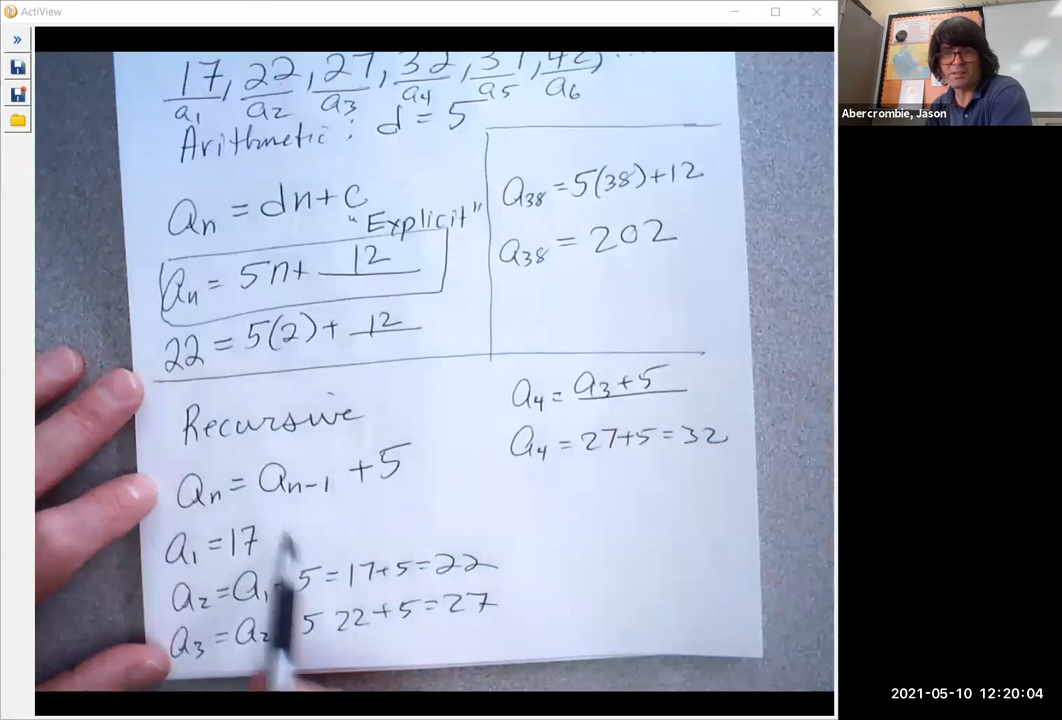 ActiView
17, 22, 27, 32, 37, 42, ...
a1 a2 a3 a4 a5 a6
Arithmetic: d = 5
an = dn+c
"Explicit"
an = 5n+ 12
22 = 5(2) + 12
a38 = 5(38)+12
a38 = 202
Recursive
an = an-1 +5
a1 = 17
a2 = a1 5 = 17+5=22
a3 = a2 5 22+5=27
a4 = a3+5
a4 = 27+5=32
Abercrombie, Jason
2021-05-10 12:20:04